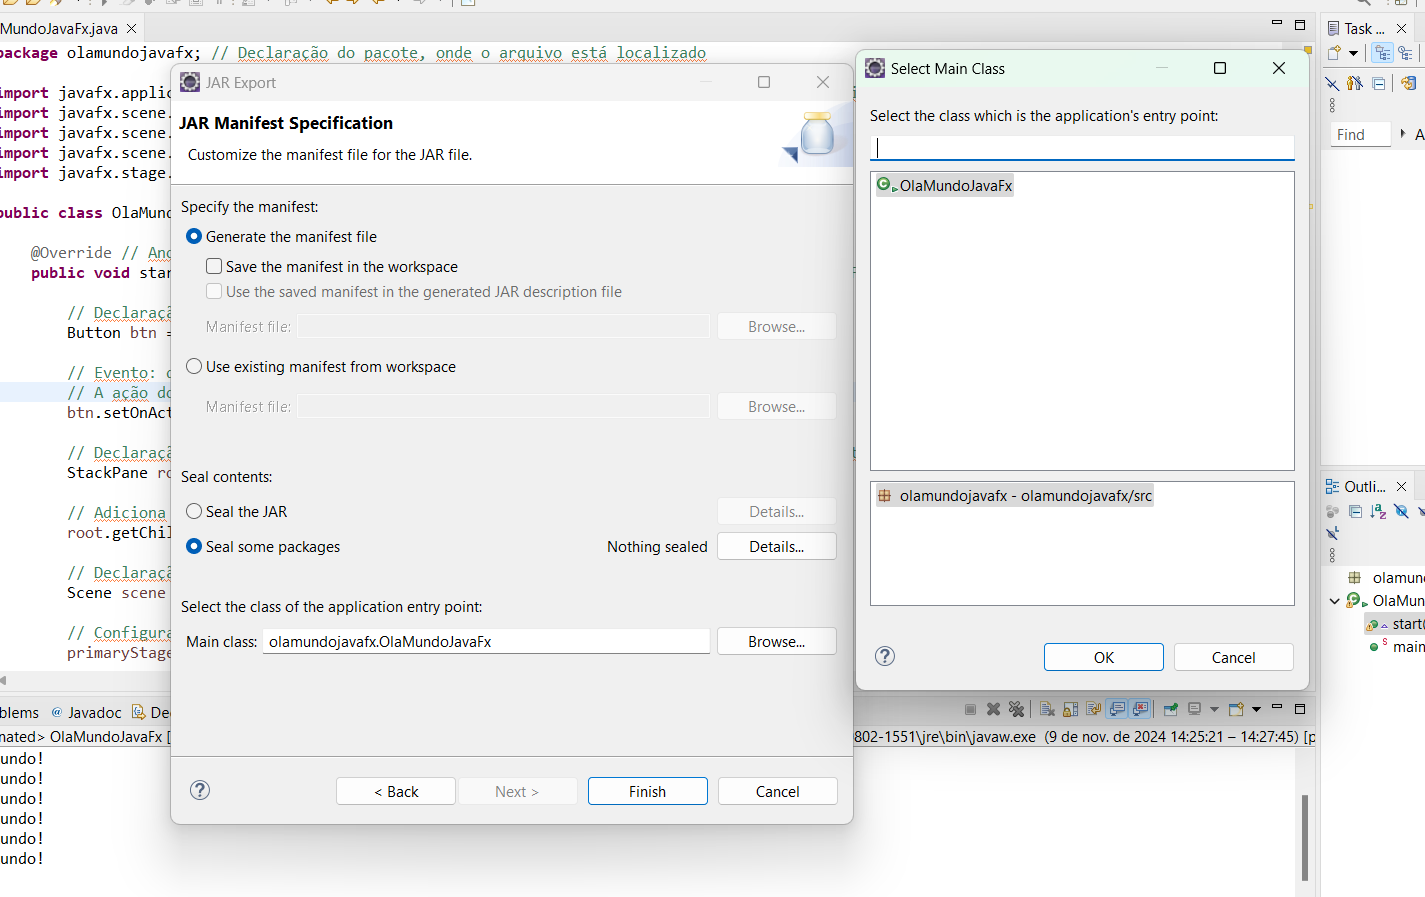 MundoJavaFx.java
package olamundojavafx; // Declaração do pacote, onde o arquivo está localizado
import javafx.applic
import javafx.scene.
import javafx.scene.
import javafx.scene.
import javafx.stage.
public class OlaMund
@Override // Ano
public void star
// Declaraçã
Button btn =
// Evento: d
// A ação do
btn.setOnAct
// Declaraçã
StackPane ro
// Adiciona
root.getChil
// Declaraçã
Scene scene
// Configura
primaryStage
JAR Export
JAR Manifest Specification
Customize the manifest file for the JAR file.
Specify the manifest:
Generate the manifest file
Save the manifest in the workspace
Use the saved manifest in the generated JAR description file
Manifest file:
Browse...
Use existing manifest from workspace
Manifest file:
Browse...
Seal contents:
Seal the JAR
Details...
Seal some packages
Nothing sealed
Details...
Select the class of the application entry point:
Main class: olamundojavafx.OlaMundoJavaFx
Browse...
< Back
Next >
Finish
Cancel
Select Main Class
Select the class which is the application's entry point:
OlaMundoJavaFx
olamundojavafx - olamundojavafx/src
OK
Cancel
Task ...
Find
A
Outli...
olamun
OlaMun
start(
main
blems
@ Javadoc
De
nated> OlaMundoJavaFx [
802-1551\jre\bin\javaw.exe (9 de nov. de 2024 14:25:21 – 14:27:45) [p
undo!
undo!
undo!
undo!
undo!
undo!